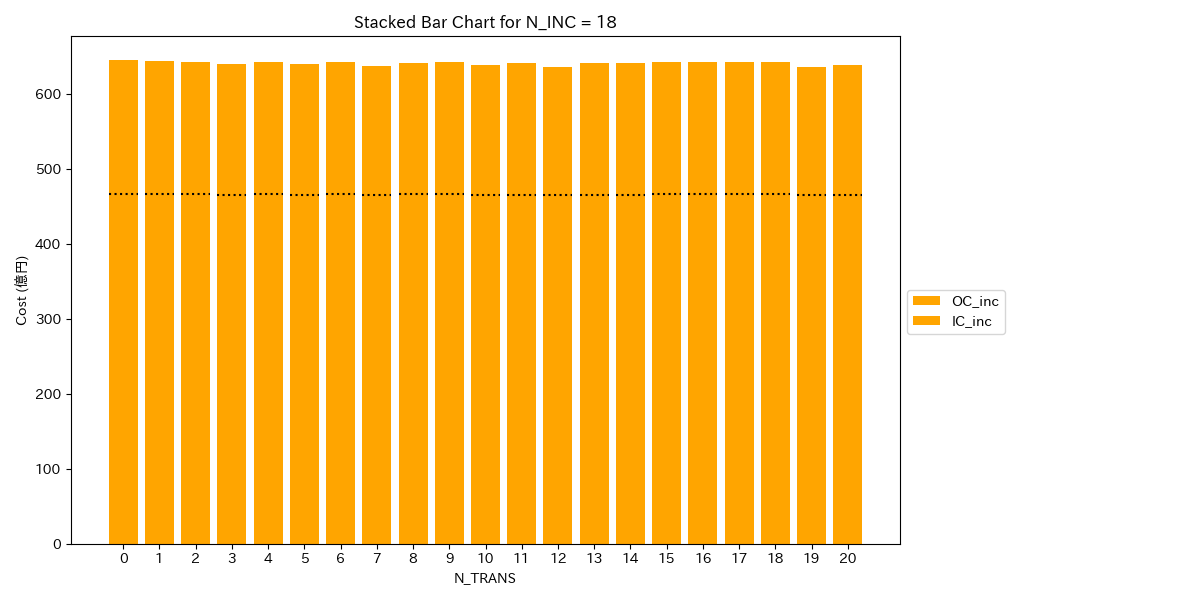 Stacked Bar Chart for N_INC = 18
Cost (億円)
600
500
400
300
200
100
0
0 1 2 3 4 5 6 7 8 9 10 11 12 13 14 15 16 17 18 19 20
N_TRANS
OC_inc
IC_inc